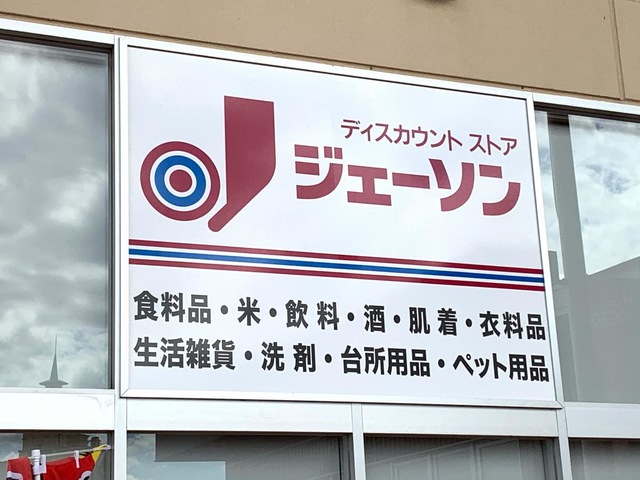 ディスカウント ストア
ジェーソン
食料品・米・飲料・酒・肌着・衣料品
生活雑貨・洗剤・台所用品・ペット用品